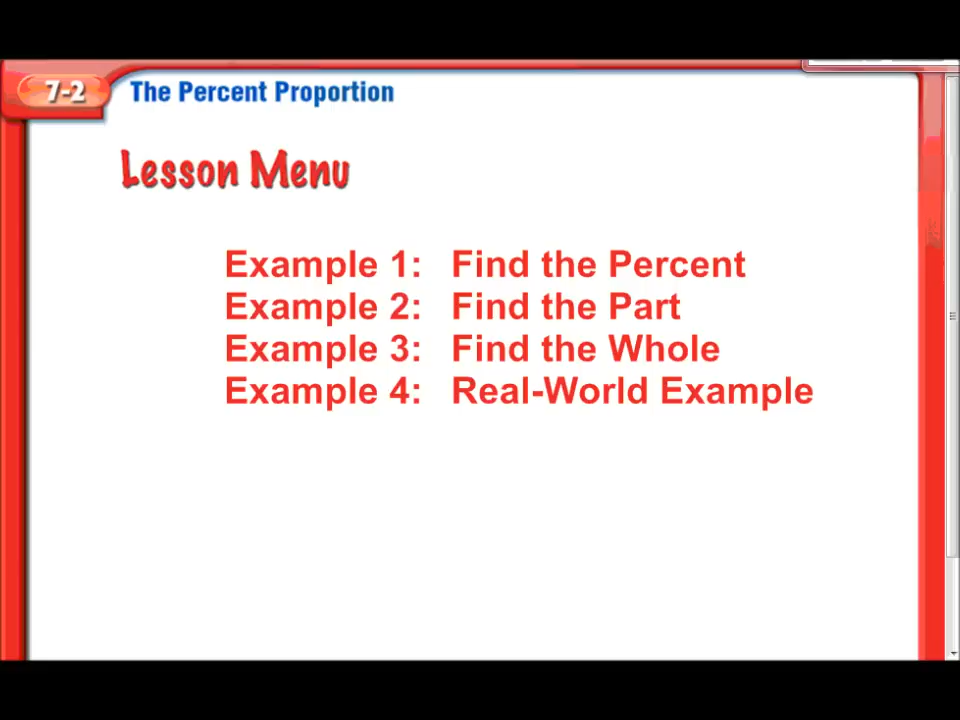 7-2 The Percent Proportion
Lesson Menu
Example 1: Find the Percent
Example 2: Find the Part
Example 3: Find the Whole
Example 4: Real-World Example